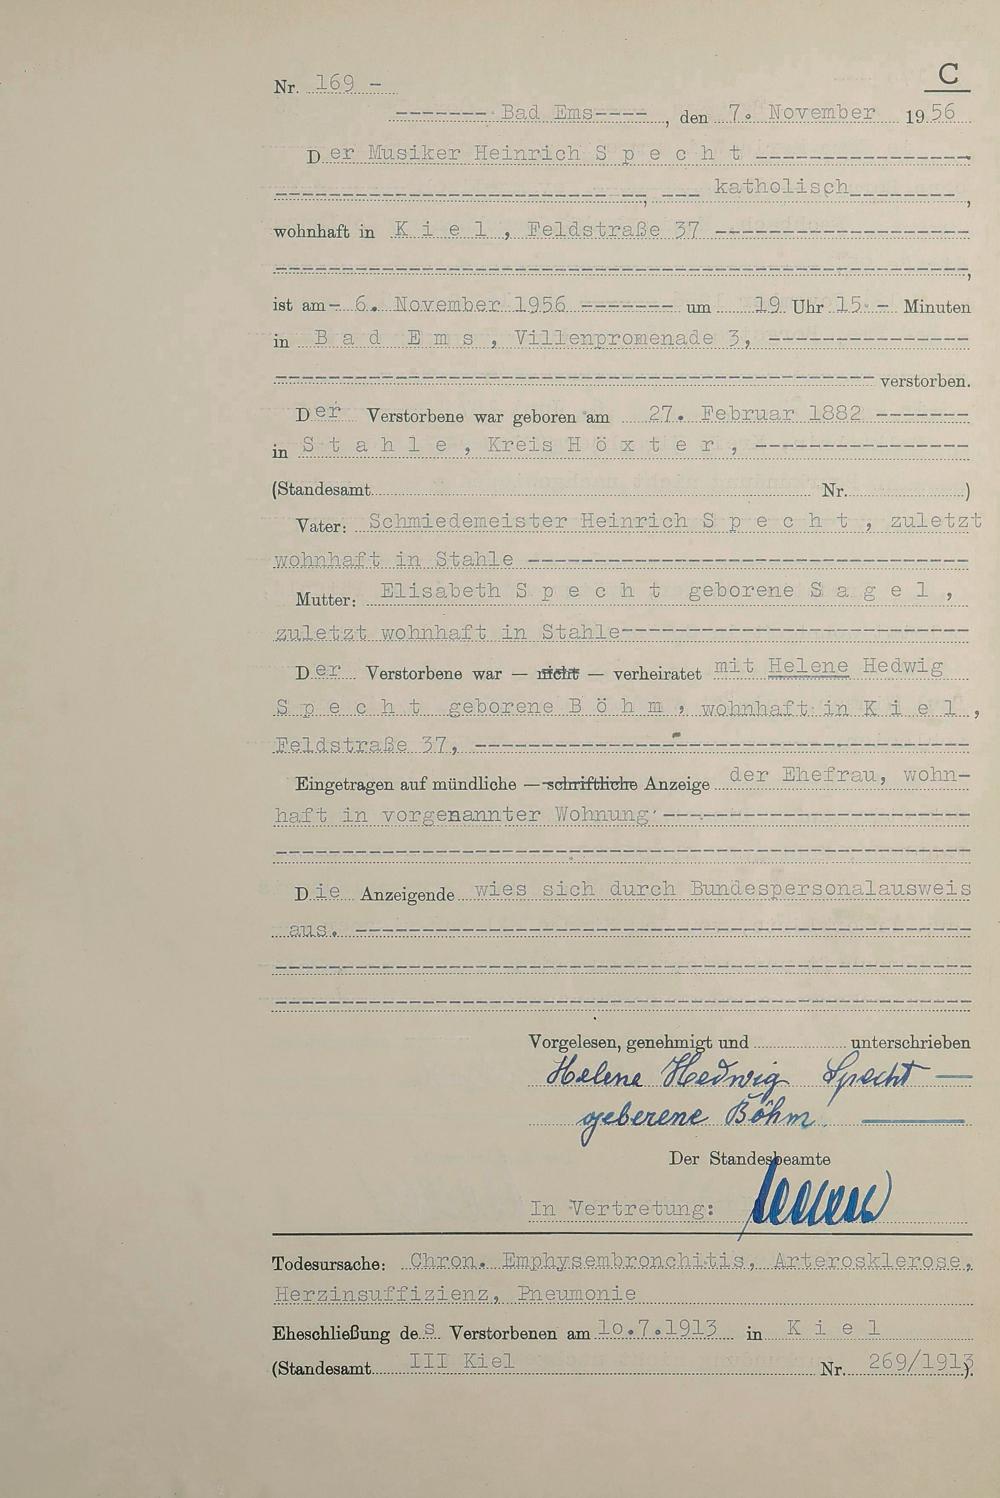 C
Nr. 169 -
------- Bad Ems----, den 7. November 1956
Der Musiker Heinrich S p e c h t ----------------
--------------------------- --, --- katholisch--------,
wohnhaft in K i e l , Feldstraße 37 -------------------
----------------------------------------------------,
ist am - 6. November 1956 ------- um 19 Uhr 15 - - Minuten
in B a d E m s , Villenpromenade 3, ---------------
--------------------------------------------- verstorben.
Der Verstorbene war geboren am 27. Februar 1882 -------
in S t a h l e , Kreis H ö x t e r , ----------------
(Standesamt Nr. )
Vater: Schmiedemeister Heinrich S p e c h t , zuletzt
wohnhaft in Stahle ---------------------------------
Mutter: Elisabeth S p e c h t geborene S a g e l ,
zuletzt wohnhaft in Stahle--------------------------
Der Verstorbene war — nicht — verheiratet mit Helene Hedwig
S p e c h t geborene B ö h m , wohnhaft in K i e l ,
Feldstraße 37, -------------------------------------
Eingetragen auf mündliche — schriftliche Anzeige der Ehefrau, wohn-
haft in vorgenannter Wohnung -----------------------
----------------------------------------------------
Die Anzeigende wies sich durch Bundespersonalausweis
aus. -----------------------------------------------
----------------------------------------------------
----------------------------------------------------
Vorgelesen, genehmigt und unterschrieben
Helene Hedwig Specht —
geberene Böhm. —
Der Standesbeamte
In Vertretung:
Todesursache: Chron. Emphysembronchitis, Arterosklerose,
Herzinsuffizienz, Pneumonie
Eheschließung des Verstorbenen am 1o.7.1913 in K i e l
(Standesamt III Kiel Nr. 269/1913).